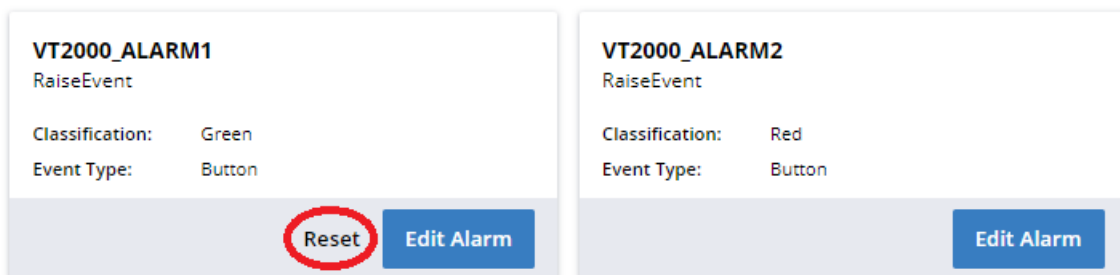 VT2000_ALARM1
RaiseEvent
Classification: Green
Event Type: Button
Reset Edit Alarm
VT2000_ALARM2
RaiseEvent
Classification: Red
Event Type: Button
Edit Alarm